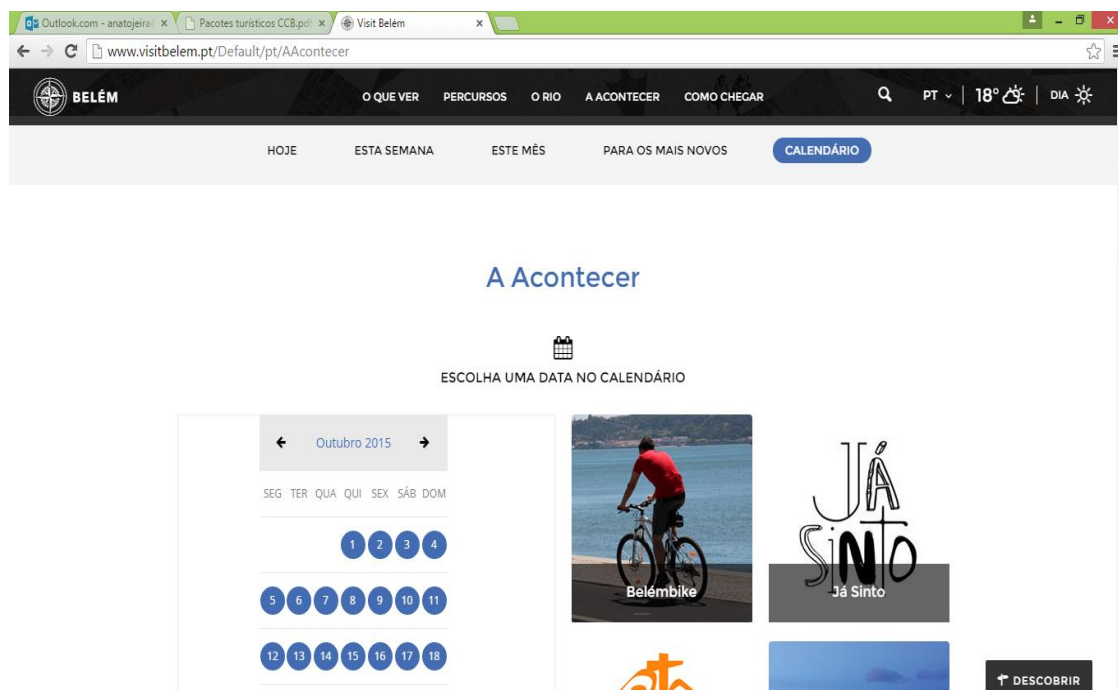 Outlook.com - anatojeira
Pacotes turísticos CCB.pdf
Visit Belém
www.visitbelem.pt/Default/pt/AAcontecer
BELÉM
O QUE VER PERCURSOS O RIO A ACONTECER COMO CHEGAR
PT 18° DIA
HOJE ESTA SEMANA ESTE MÊS PARA OS MAIS NOVOS CALENDÁRIO
A Acontecer
ESCOLHA UMA DATA NO CALENDÁRIO
Outubro 2015
SEG TER QUA QUI SEX SÁB DOM
1 2 3 4
5 6 7 8 9 10 11
12 13 14 15 16 17 18
Belémbike
JÁ
SiNtO
Já Sinto
DESCOBRIR